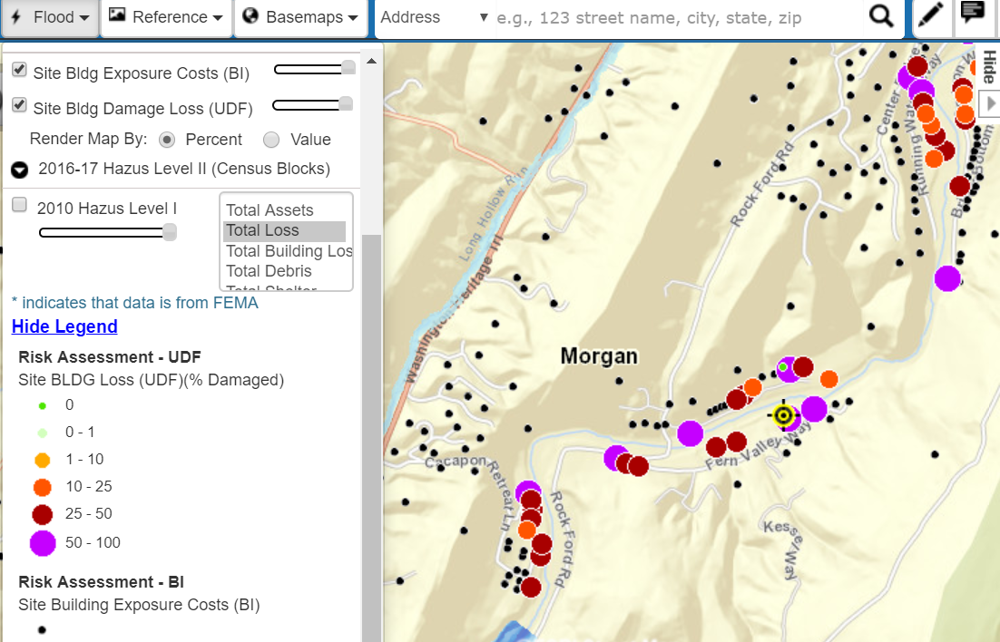 Flood
Reference
Basemaps
Address
e.g., 123 street name, city, state, zip
Hide
Site Bldg Exposure Costs (BI)
Site Bldg Damage Loss (UDF)
Render Map By: Percent Value
2016-17 Hazus Level II (Census Blocks)
2010 Hazus Level I
Total Assets
Total Loss
Total Building Los
Total Debris
Total Shelter
* indicates that data is from FEMA
Hide Legend
Risk Assessment - UDF
Site BLDG Loss (UDF)(% Damaged)
0
0 - 1
1 - 10
10 - 25
25 - 50
50 - 100
Risk Assessment - BI
Site Building Exposure Costs (BI)
Long Hollow Run
Washington Heritage Trl
Rock Ford Rd
Center
Running Way
Bottom
Morgan
Fern Valley Way
Cacapon
Retreat Ln
Rock Ford Rd
Kesse Way